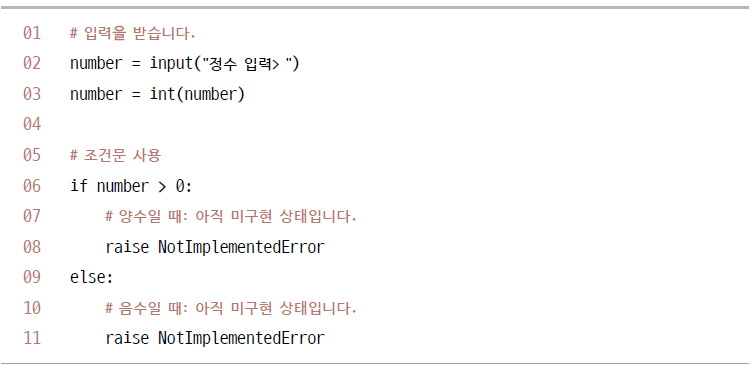 01 # 입력을 받습니다.
02 number = input("정수 입력> ")
03 number = int(number)
04
05 # 조건문 사용
06 if number > 0:
07 # 양수일 때: 아직 미구현 상태입니다.
08 raise NotImplementedError
09 else:
10 # 음수일 때: 아직 미구현 상태입니다.
11 raise NotImplementedError